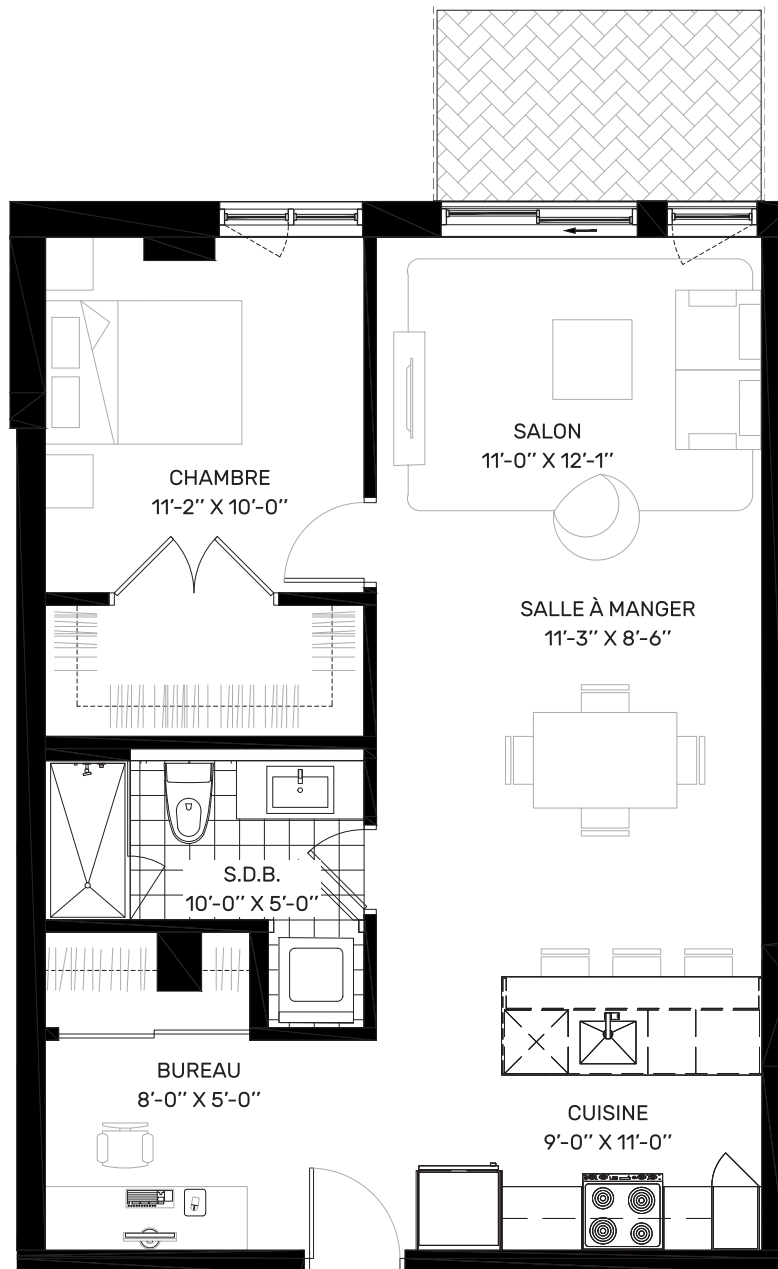 SALON
11'-0'' X 12'-1''
CHAMBRE
11'-2'' X 10'-0''
SALLE À MANGER
11'-3'' X 8'-6''
S.D.B.
10'-0'' X 5'-0''
BUREAU
8'-0'' X 5'-0''
CUISINE
9'-0'' X 11'-0''